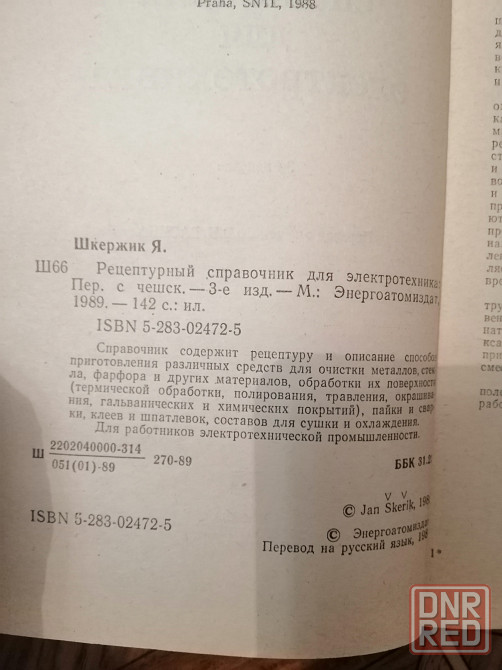 Praha, SNTL, 1988
Шкержик Я.
Ш66 Рецептурный справочник для электротехника:
Пер. с чешск. — 3-е изд. — М.: Энергоатомиздат,
1989. — 142 с.: ил.
ISBN 5-283-02472-5
Справочник содержит рецептуру и описание способов
приготовления различных средств для очистки металлов, стек
ла, фарфора и других материалов, обработки их поверхности
(термической обработки, полирования, травления, окрашива
ния, гальванических и химических покрытий), пайки и свар
ки, клеев и шпатлевок, составов для сушки и охлаждения.
Для работников электротехнической промышленности.
Ш 2202040000-314
051(01)-89
270-89
ББК 31.2
ISBN 5-283-02472-5
© Jan Škeřik, 198
© Энергоатомиздат
Перевод на русский язык, 198
1*
DNR
RED